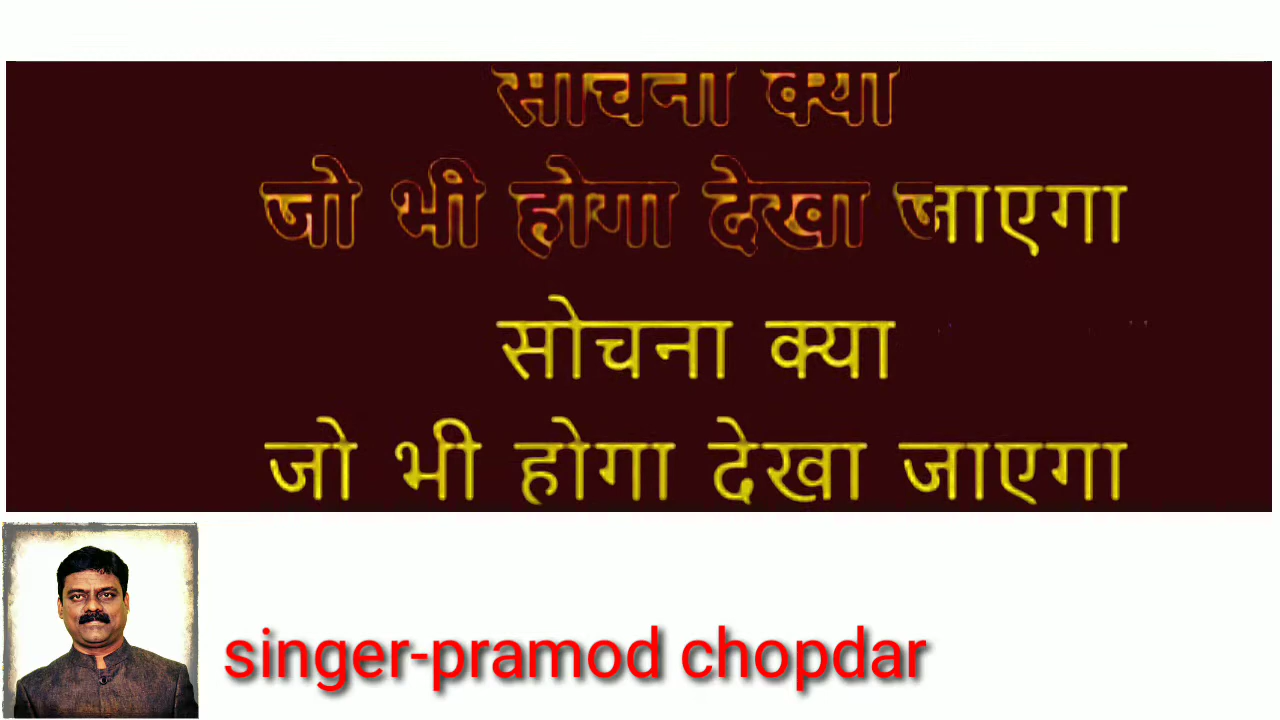 सोचना क्या
जो भी होगा देखा जाएगा
सोचना क्या
जो भी होगा देखा जाएगा
singer-pramod chopdar